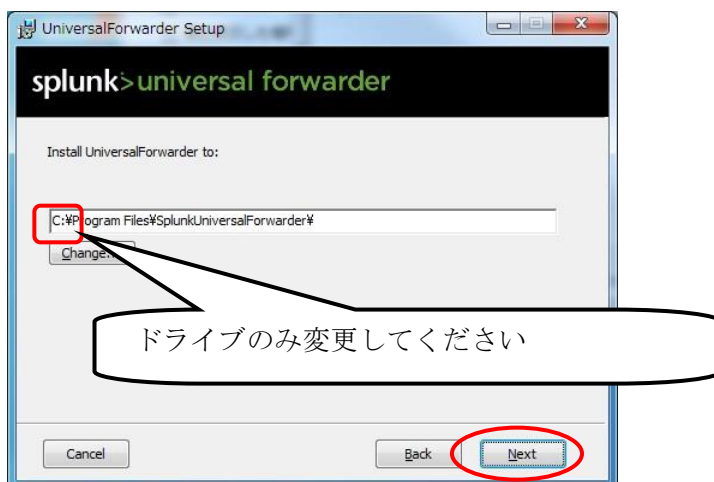 UniversalForwarder Setup
splunk>universal forwarder
Install UniversalForwarder to:
C:¥Program Files¥SplunkUniversalForwarder¥
Change...
ドライブのみ変更してください
Cancel
Back
Next